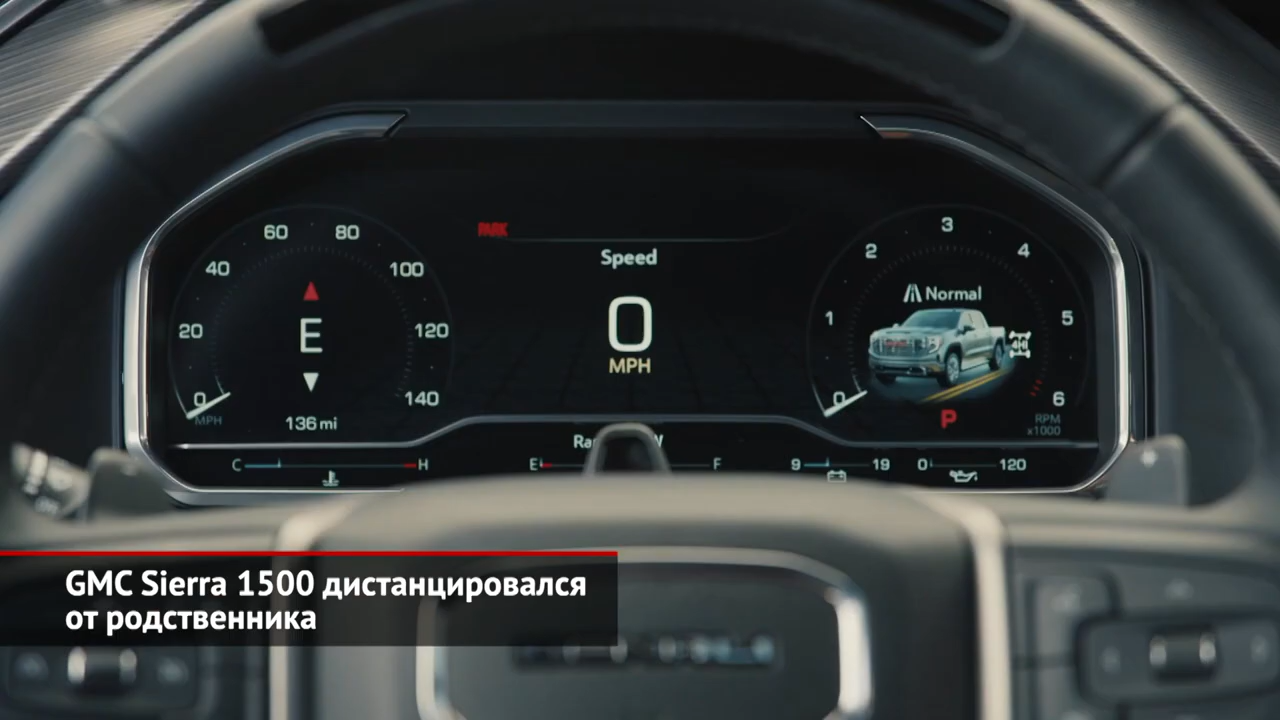 60 80
40 100
20 120
0 140
MPH
E
136 mi
PARK
Speed
0
MPH
3
2 4
1 5
0 6
Normal
4HI
P
RPM
x1000
C H
E F
9 19
0 120
GMC Sierra 1500 дистанцировался
от родственника